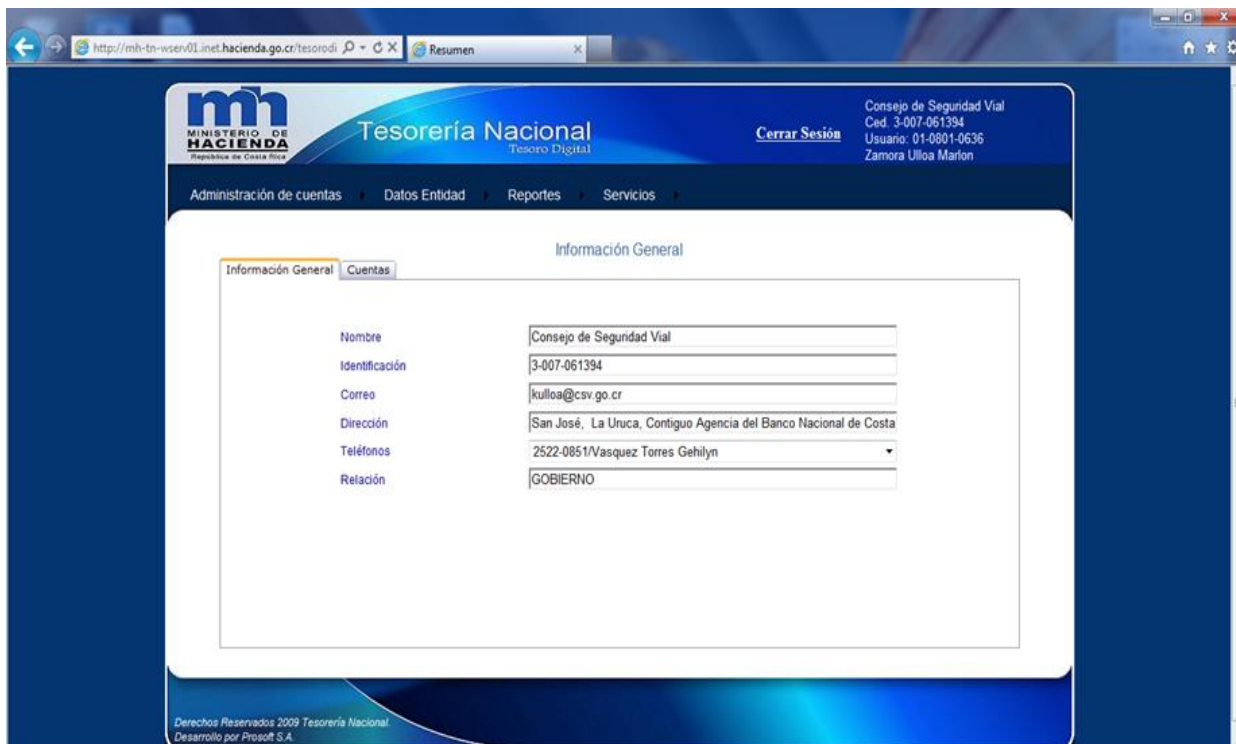 http://mh-tn-wserv01.inet.hacienda.go.cr/tesorodi
Resumen
mh
MINISTERIO DE
HACIENDA
República de Costa Rica
Tesorería Nacional
Tesoro Digital
Cerrar Sesión
Consejo de Seguridad Vial
Ced. 3-007-061394
Usuario: 01-0801-0636
Zamora Ulloa Marlon
Administración de cuentas Datos Entidad Reportes Servicios
Información General
Información General Cuentas
Nombre Consejo de Seguridad Vial
Identificación 3-007-061394
Correo kulloa@csv.go.cr
Dirección San José, La Uruca, Contiguo Agencia del Banco Nacional de Costa
Teléfonos 2522-0851/Vasquez Torres Gehilyn
Relación GOBIERNO
Derechos Reservados 2009 Tesorería Nacional.
Desarrollo por Prosoft S.A.